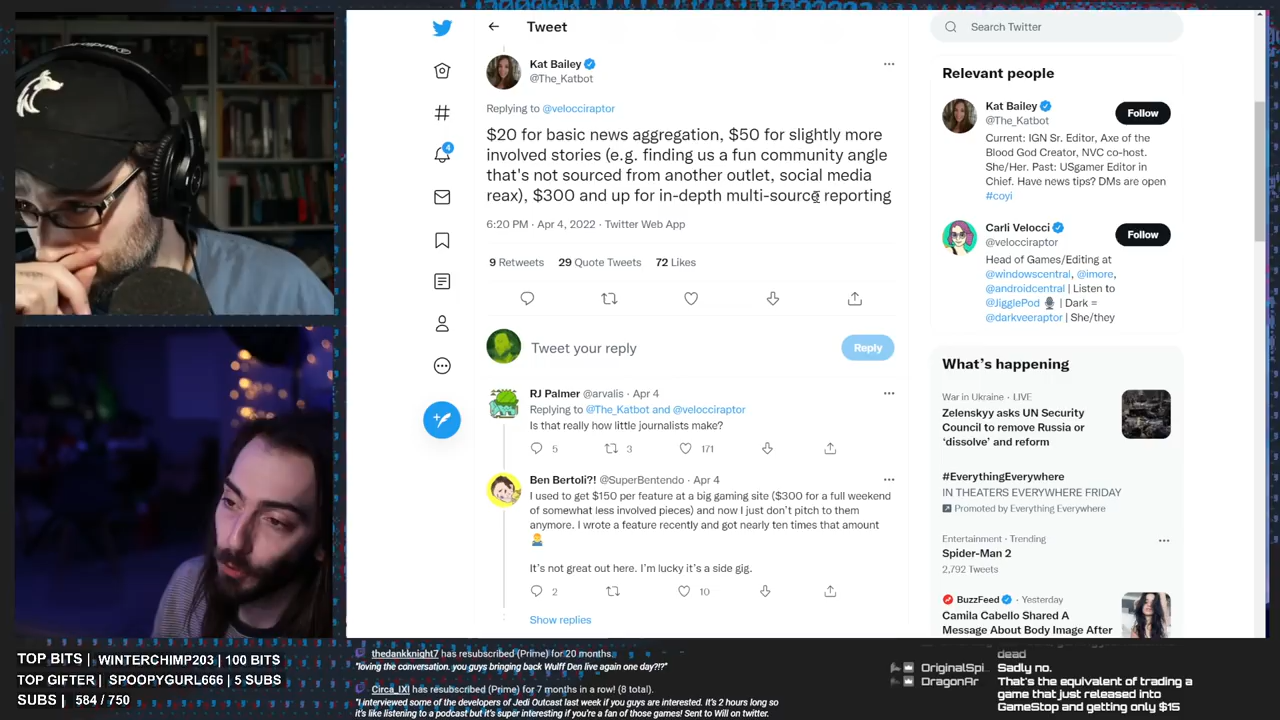 Tweet
Search Twitter
Kat Bailey
@The_Katbot
Replying to @velocciraptor
$20 for basic news aggregation, $50 for slightly more
involved stories (e.g. finding us a fun community angle
that's not sourced from another outlet, social media
reax), $300 and up for in-depth multi-source reporting
6:20 PM · Apr 4, 2022 · Twitter Web App
9 Retweets 29 Quote Tweets 72 Likes
Tweet your reply
Reply
RJ Palmer @arvalis · Apr 4
Replying to @The_Katbot and @velocciraptor
Is that really how little journalists make?
5 3 171
Ben Bertoli?! @SuperBentendo · Apr 4
I used to get $150 per feature at a big gaming site ($300 for a full weekend
of somewhat less involved pieces) and now I just don't pitch to them
anymore. I wrote a feature recently and got nearly ten times that amount
It's not great out here. I'm lucky it's a side gig.
2 10
Show replies
4
Relevant people
Kat Bailey
@The_Katbot
Follow
Current: IGN Sr. Editor, Axe of the
Blood God Creator, NVC co-host.
She/Her. Past: USgamer Editor in
Chief. Have news tips? DMs are open
#coyi
Carli Velocci
@velocciraptor
Follow
Head of Games/Editing at
@windowscentral, @imore,
@androidcentral | Listen to
@JigglePod | Dark =
@darkveeraptor | She/they
What's happening
War in Ukraine · LIVE
Zelenskyy asks UN Security
Council to remove Russia or
'dissolve' and reform
#EverythingEverywhere
IN THEATERS EVERYWHERE FRIDAY
Promoted by Everything Everywhere
Entertainment · Trending
Spider-Man 2
2,792 Tweets
BuzzFeed · Yesterday
Camila Cabello Shared A
Message About Body Image After
TOP BITS | WINTERCHIMP203 | 100 BITS
TOP GIFTER | SPOOPYGURL666 | 5 SUBS
SUBS | 584 / 750
thedankknight7 has resubscribed (Prime) for 20 months.
"loving the conversation. you guys bringing back Wulff Den live again one day?!?"
Circa_IXI has resubscribed (Prime) for 7 months in a row! (8 total).
"I interviewed some of the developers of Jedi Outcast last week if you guys are interested. It's 2 hours long so
it's like listening to a podcast but it's super interesting if you're a fan of those games! Sent to Will on twitter.
dead
OriginalSpi... Sadly no.
DragonAr That's the equivalent of trading a
game that just released into
GameStop and getting only $15